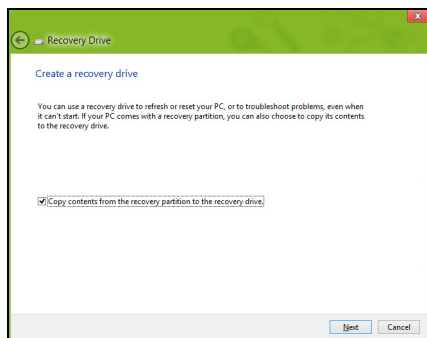 Recovery Drive
Create a recovery drive
You can use a recovery drive to refresh or reset your PC, or to troubleshoot problems, even when
it can't start. If your PC comes with a recovery partition, you can also choose to copy its contents
to the recovery drive.
Copy contents from the recovery partition to the recovery drive.
Next Cancel